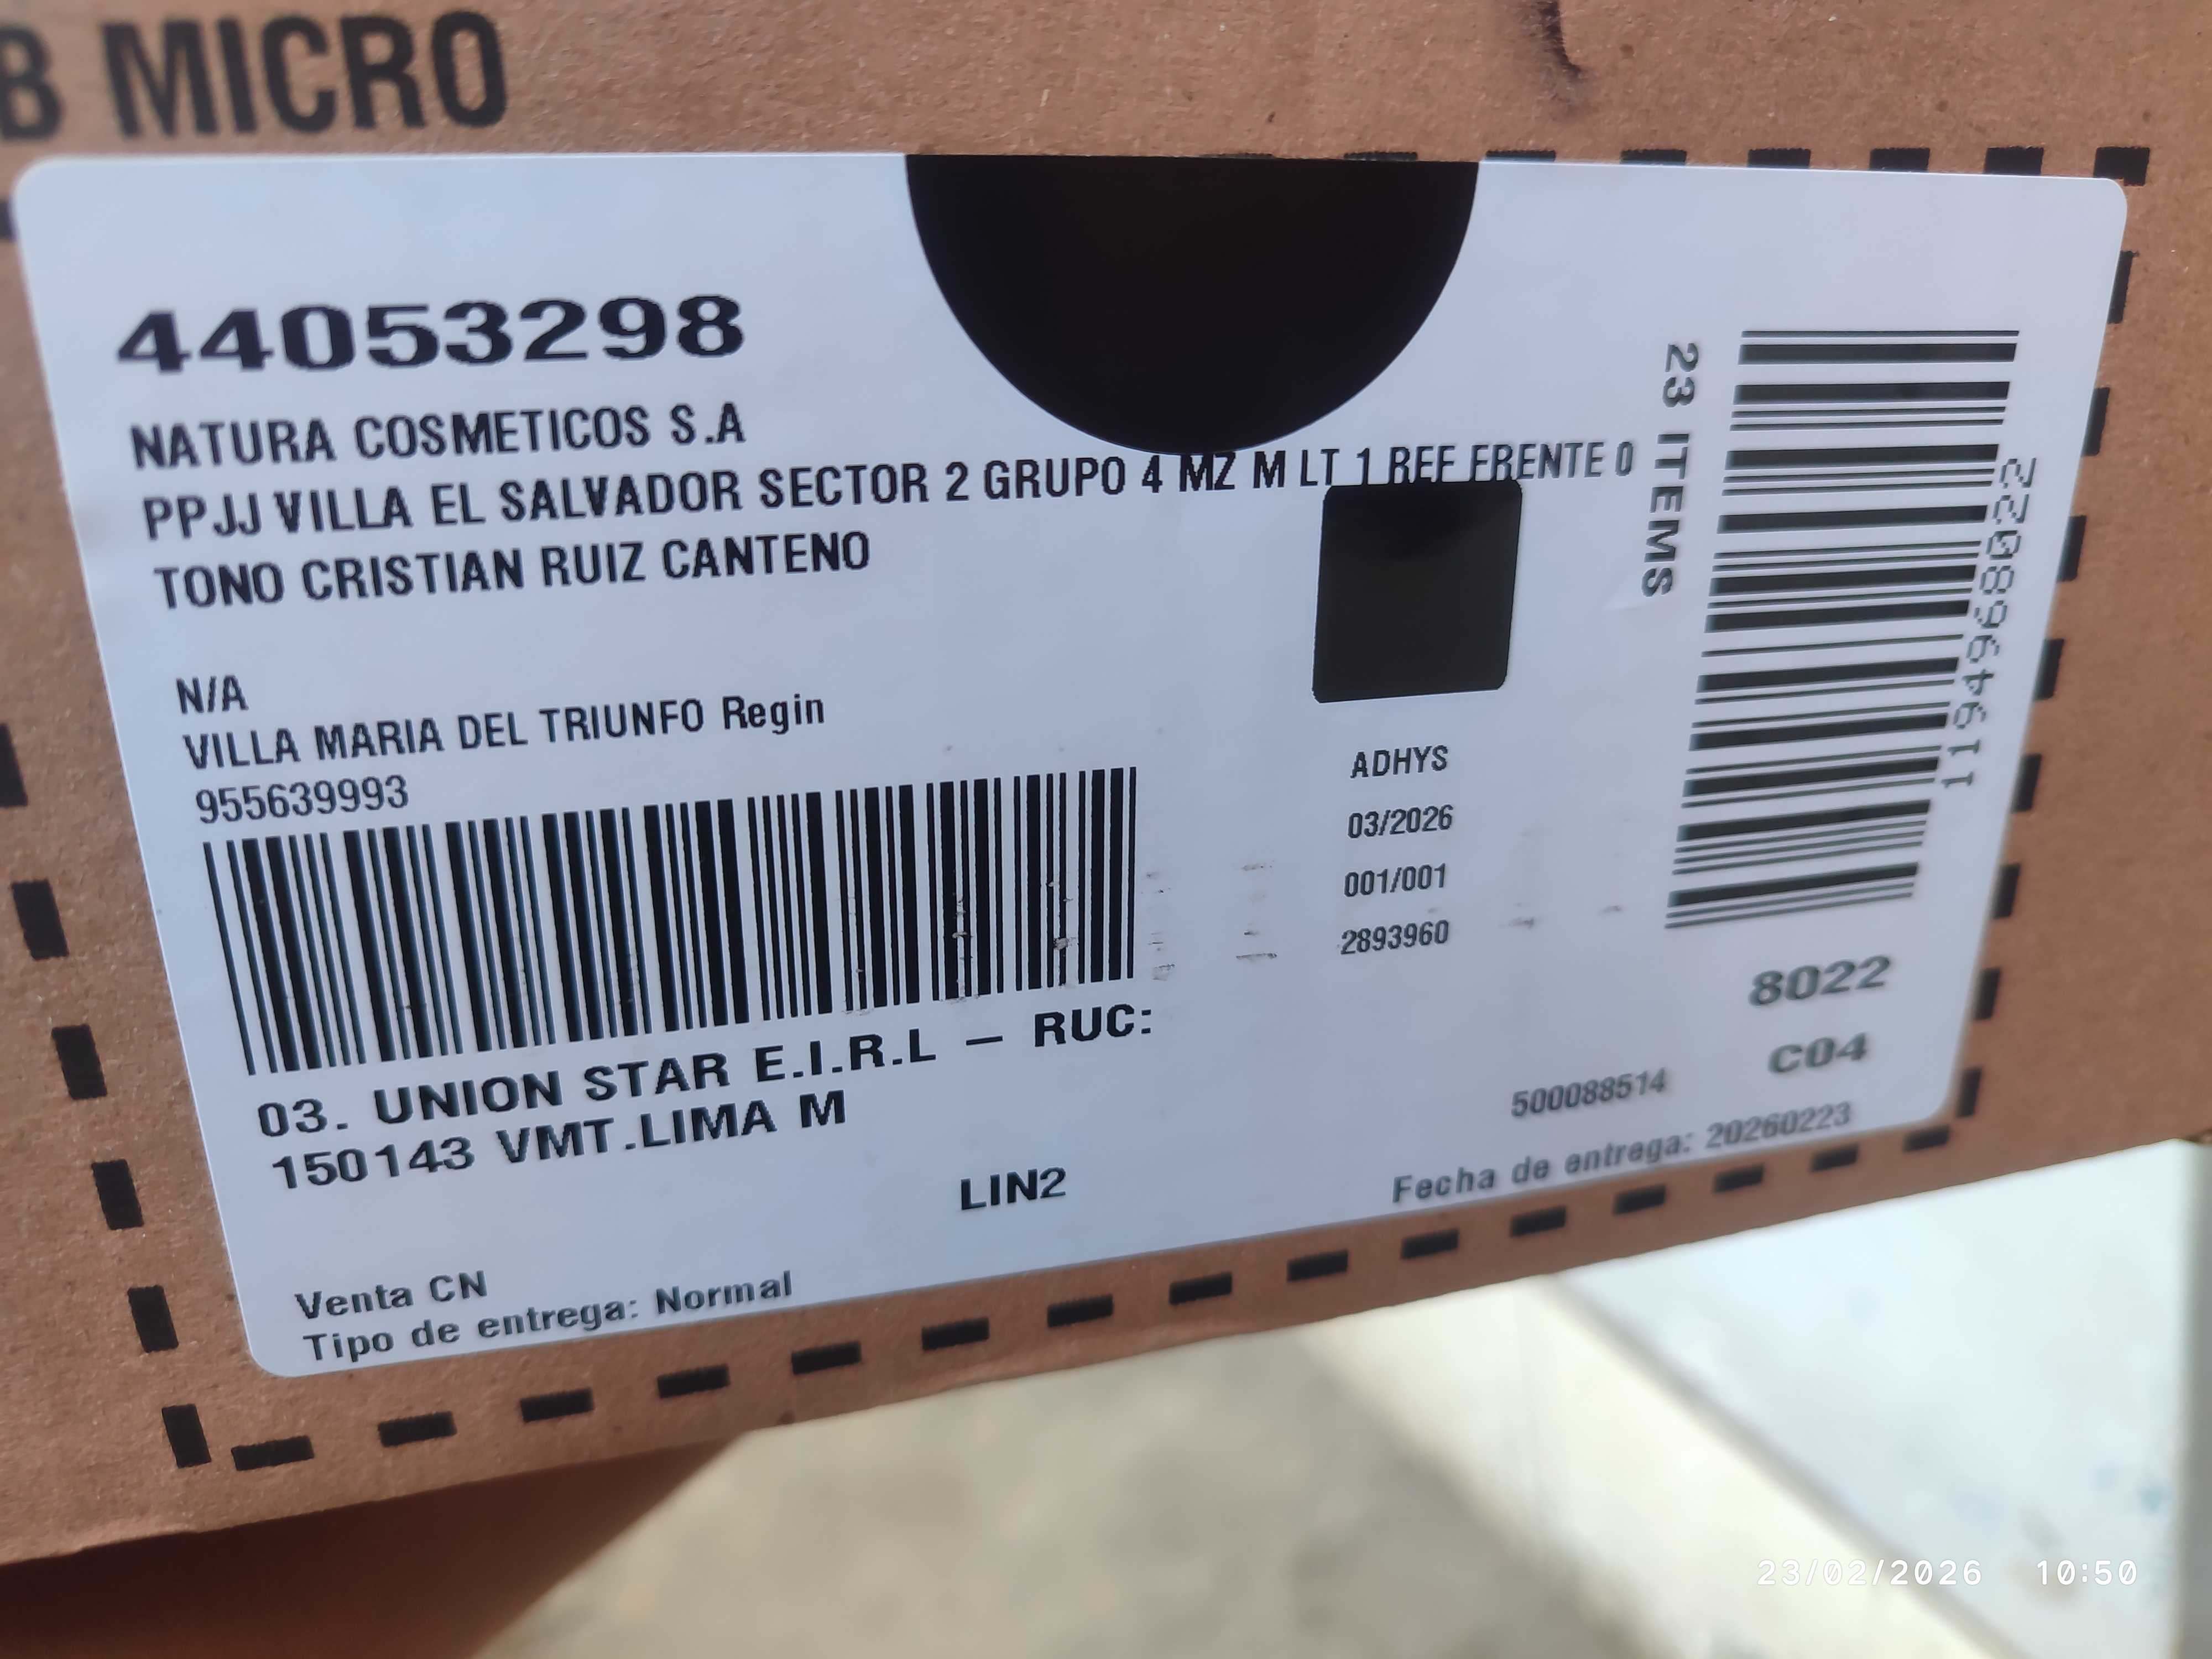 B MICRO
44053298
NATURA COSMETICOS S.A
PPJJ VILLA EL SALVADOR SECTOR 2 GRUPO 4 MZ M LT 1 REF FRENTE 0
TONO CRISTIAN RUIZ CANTENO
N/A
VILLA MARIA DEL TRIUNFO Regin
955639993
03. UNION STAR E.I.R.L – RUC:
150143 VMT.LIMA M
LIN2
Venta CN
Tipo de entrega: Normal
ADHYS
03/2026
001/001
2893960
23 ITEMS
220896949611
8022
C04
500088514
Fecha de entrega: 20260223
23/02/2026 10:50